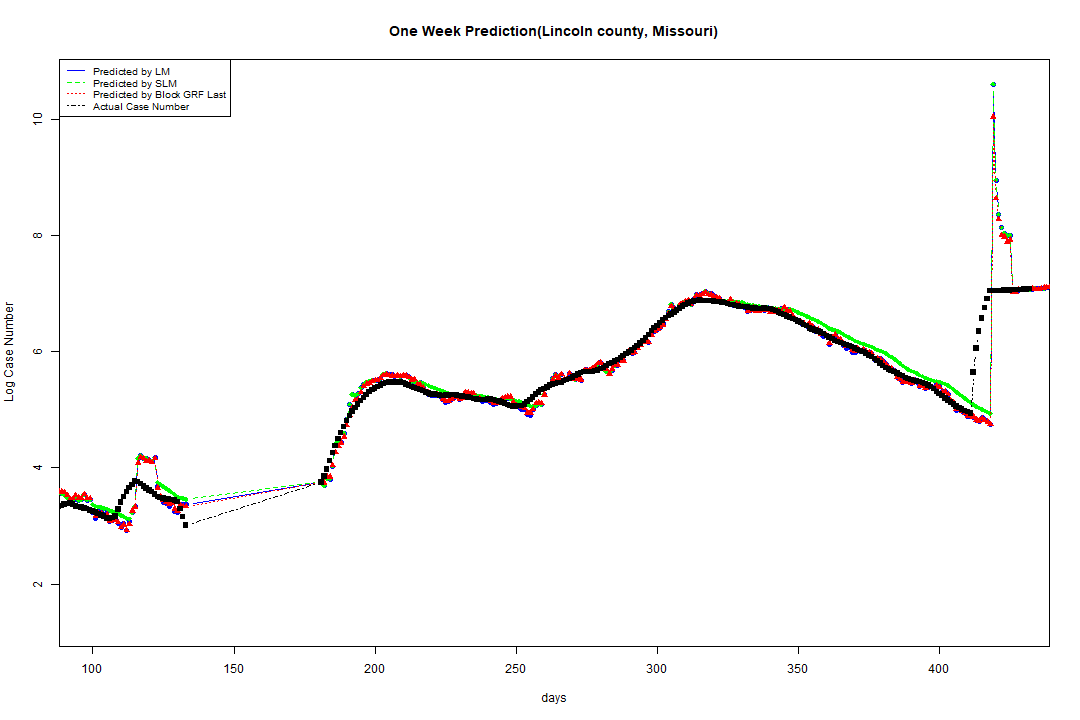 One Week Prediction(Lincoln county, Missouri)
Predicted by LM
Predicted by SLM
Predicted by Block GRF Last
Actual Case Number
Log Case Number
10
8
6
4
2
100 150 200 250 300 350 400
days